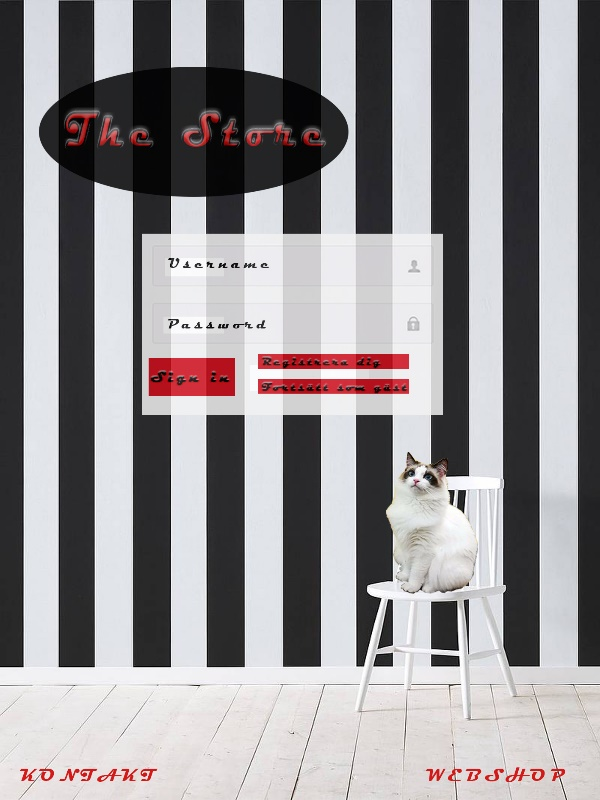 The Store
Username
Password
Sign in
Registrera dig
Fortsätt som gäst
KONTAKT
WEBSHOP